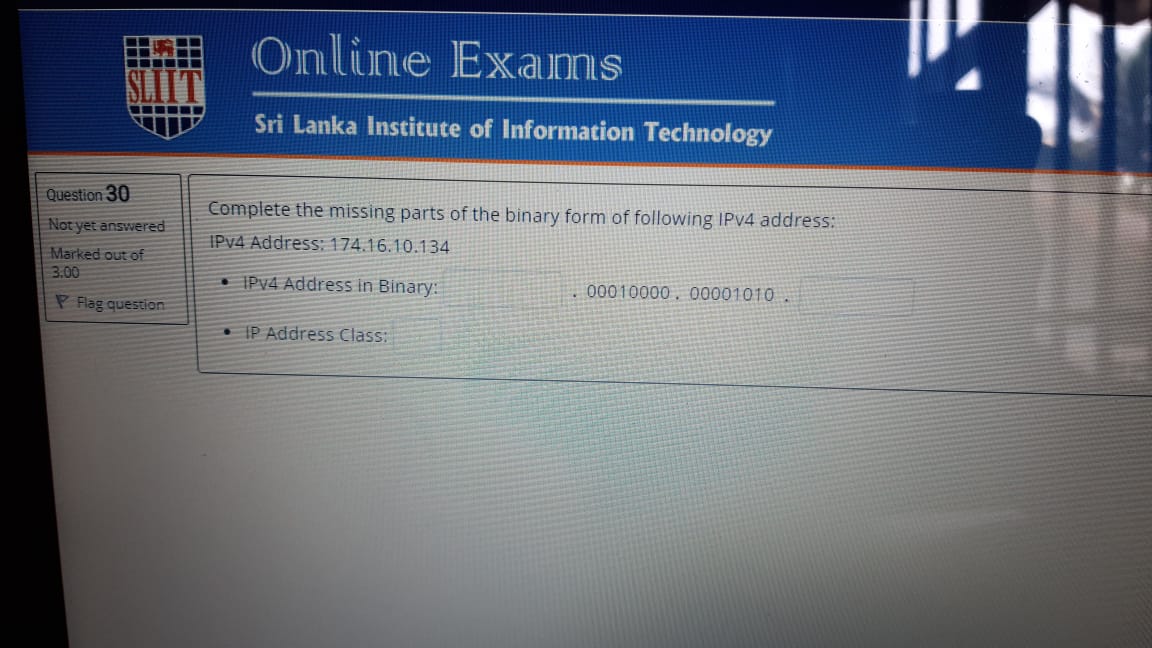 SLIIT
Online Exams
Sri Lanka Institute of Information Technology
Question 30
Not yet answered
Marked out of
3.00
Flag question
Complete the missing parts of the binary form of following IPv4 address:
IPv4 Address: 174.16.10.134
• IPv4 Address in Binary: . 00010000. 00001010 .
• IP Address Class: